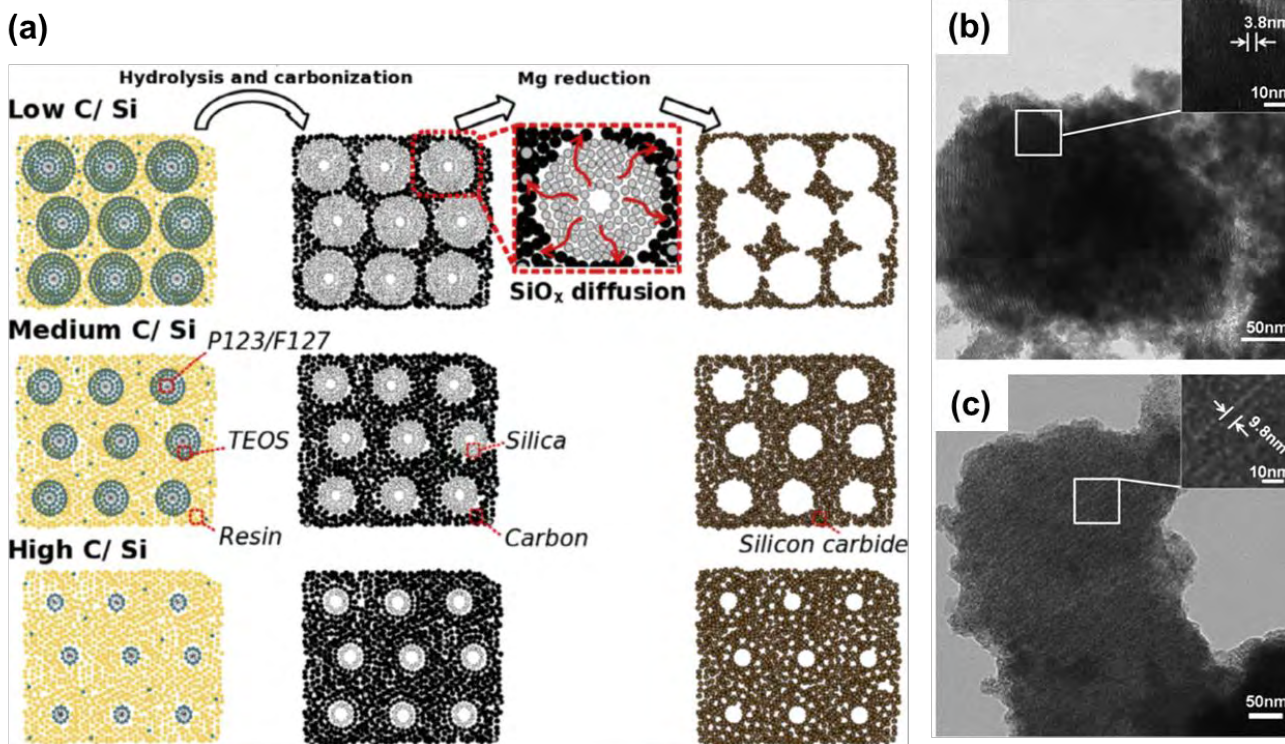 (a)
Hydrolysis and carbonization
Mg reduction
Low C/ Si
SiOₓ diffusion
Medium C/ Si
P123/F127
TEOS
Silica
Resin
Carbon
Silicon carbide
High C/ Si
(b)
3.8nm
10nm
50nm
(c)
9.8nm
10nm
50nm